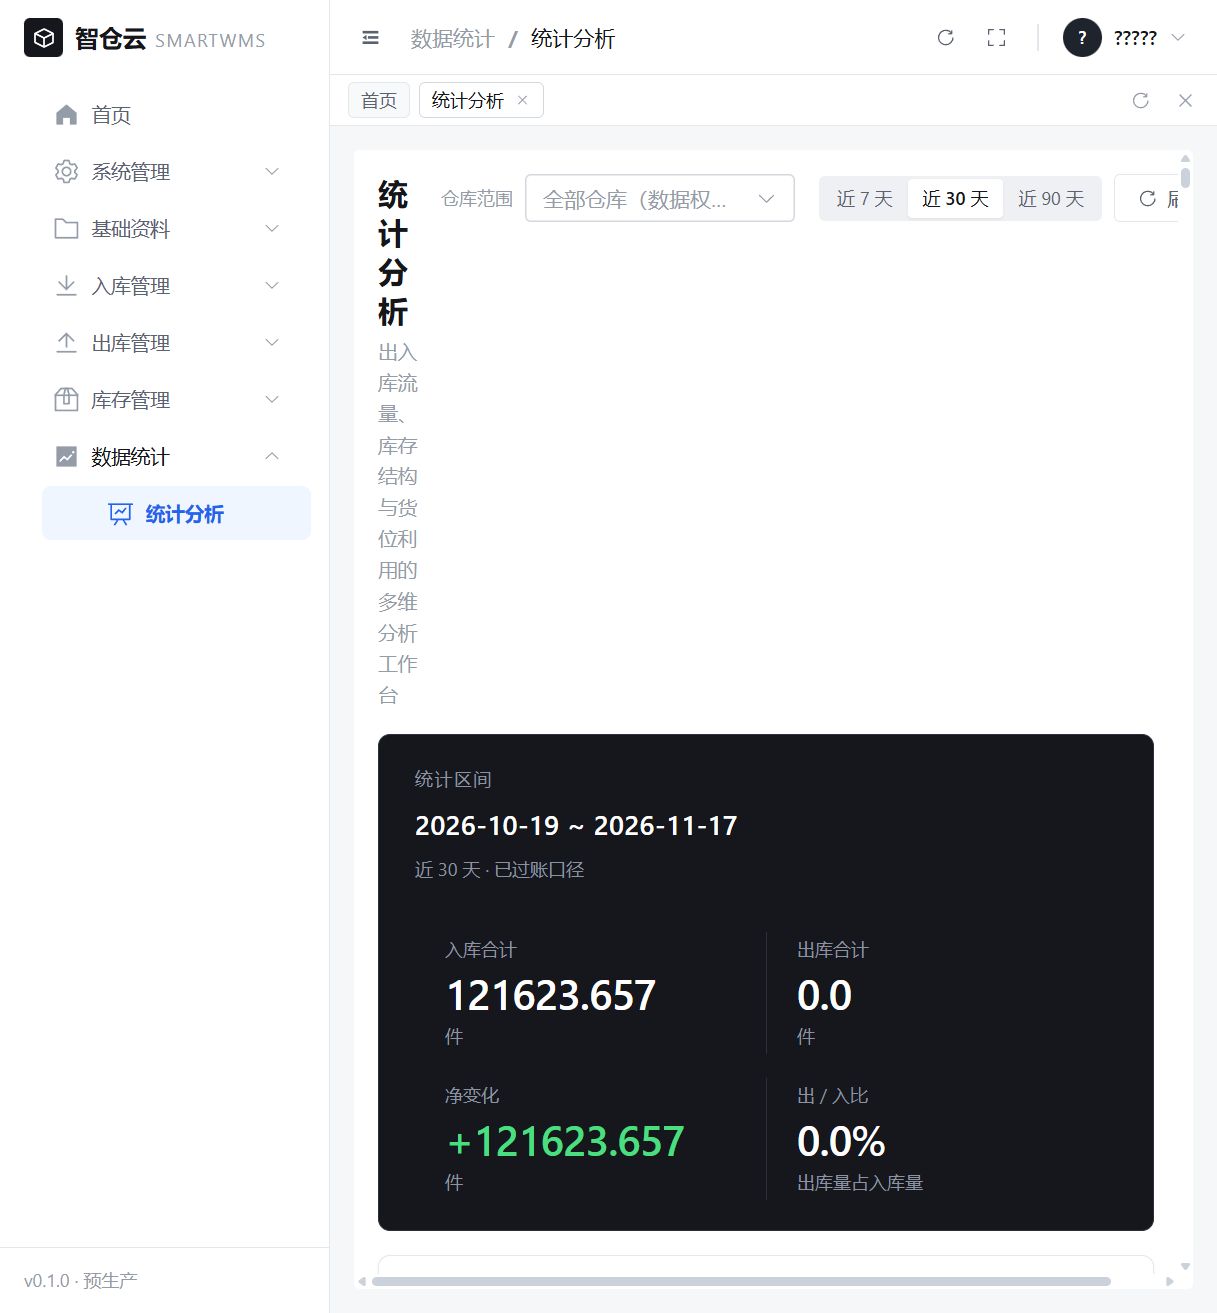 智仓云 SMARTWMS
数据统计 / 统计分析
? ?????
首页
统计分析
首页
系统管理
基础资料
入库管理
出库管理
库存管理
数据统计
统计分析
v0.1.0 · 预生产
统
计
分
析
出入
库流
量、
库存
结构
与货
位利
用的
多维
分析
工作
台
仓库范围 全部仓库（数据权... 近 7 天 近 30 天 近 90 天
统计区间
2026-10-19 ~ 2026-11-17
近 30 天 · 已过账口径
入库合计
121623.657
件
出库合计
0.0
件
净变化
+121623.657
件
出 / 入比
0.0%
出库量占入库量